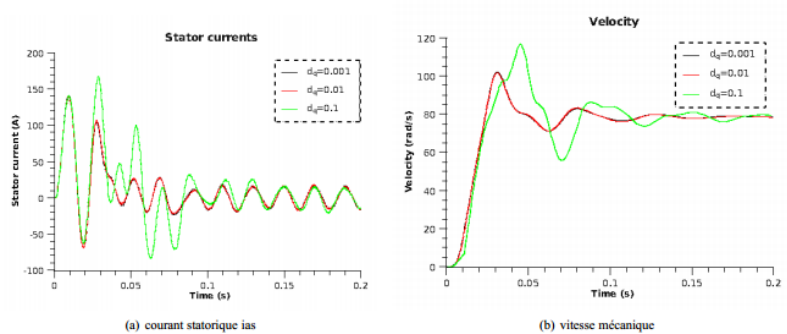 Stator currents
200
150
100
50
0
-50
-100
Stator current (A)
0
0.05
0.1
0.15
0.2
Time (s)
dq=0.001
dq=0.01
dq=0.1
(a) courant statorique ias
Velocity
120
100
80
60
40
20
0
Velocity (rad/s)
0
0.05
0.1
0.15
0.2
Time (s)
dq=0.001
dq=0.01
dq=0.1
(b) vitesse mécanique